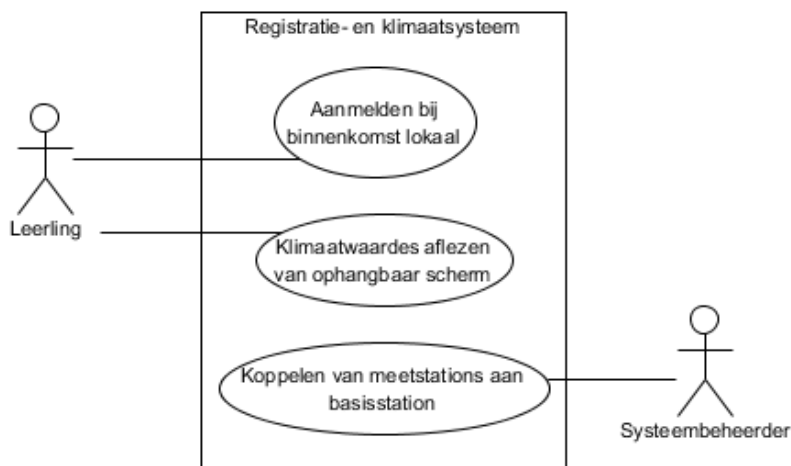 Registratie- en klimaatsysteem
Aanmelden bij
binnenkomst lokaal
Leerling
Klimaatwaardes aflezen
van ophangbaar scherm
Koppelen van meetstations aan
basisstation
Systeembeheerder